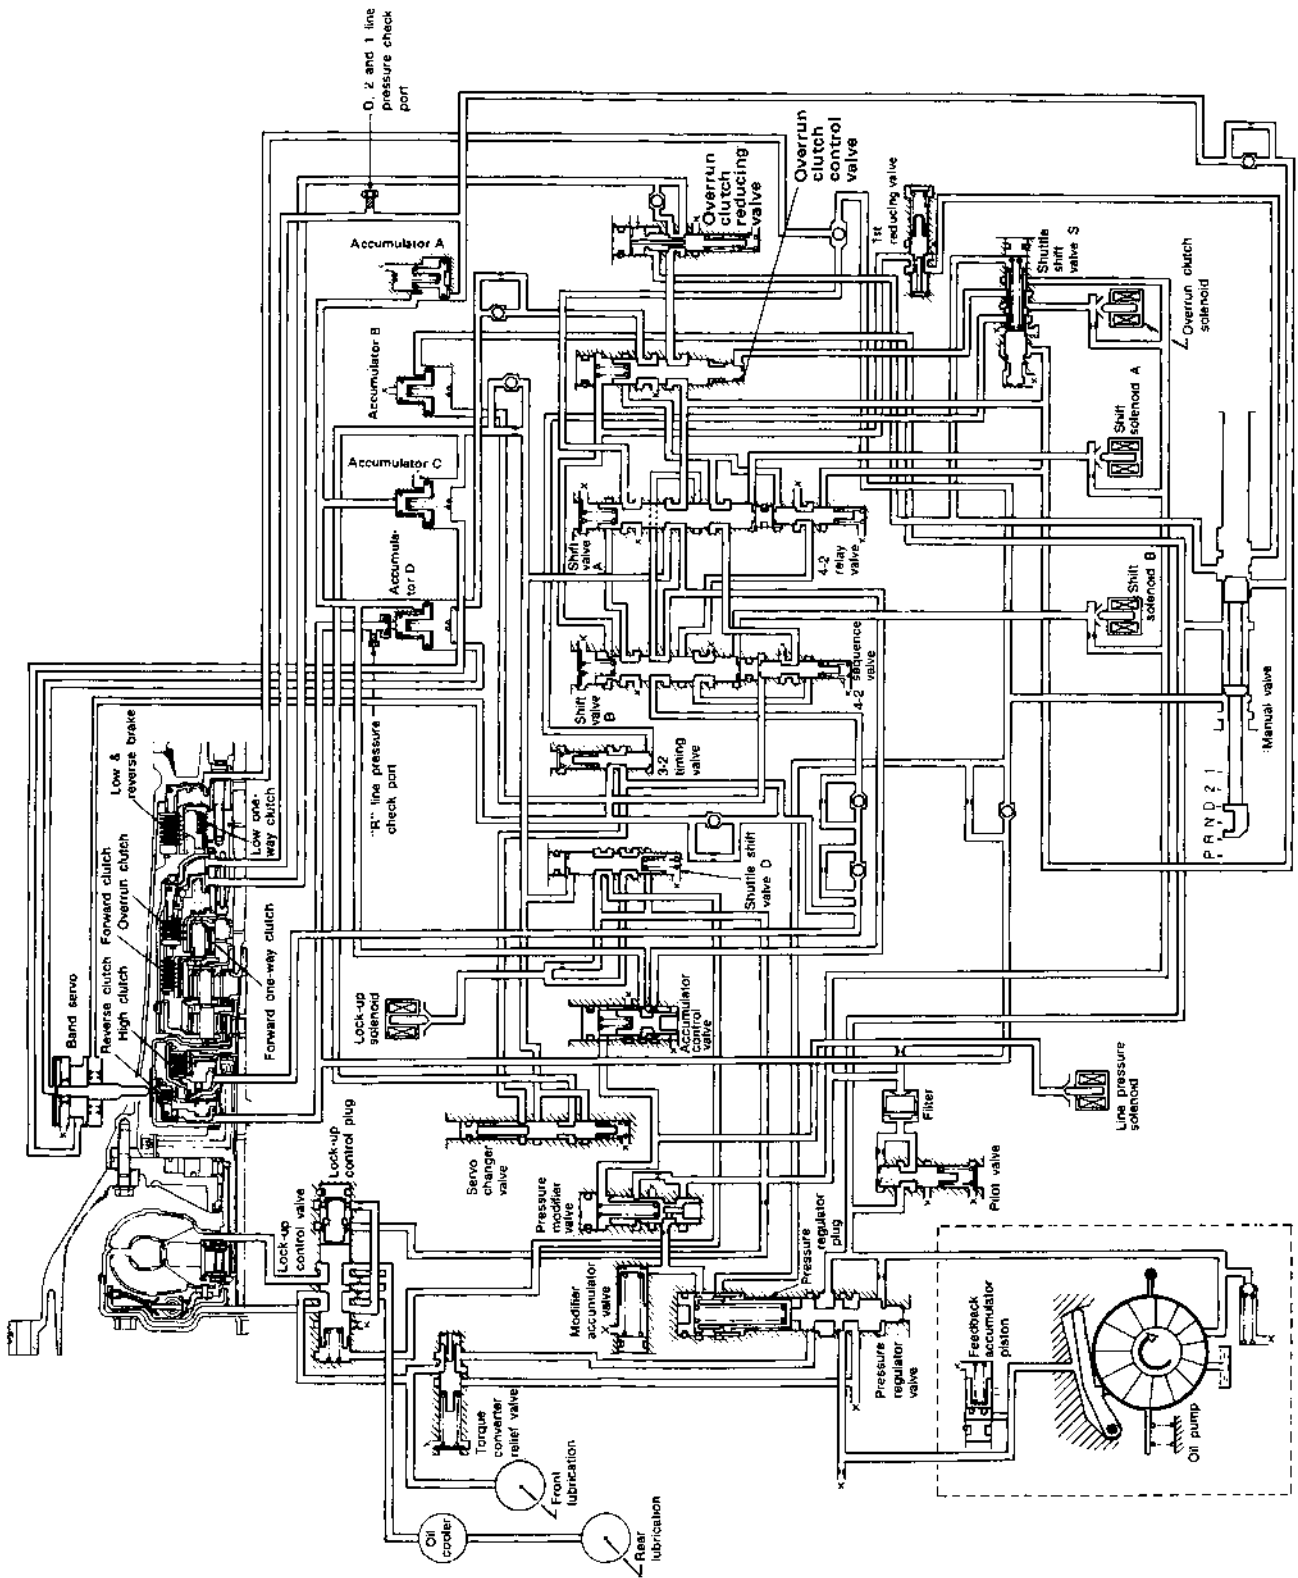 D, 2 and 1 line
pressure check
port
Accumulator A
Accumulator B
Accumulator C
Accumula-
tor D
"R" line pressure
check port
Low &
reverse brake
Low one-
way clutch
Forward clutch
Overrun clutch
Forward one-way clutch
Reverse clutch
High clutch
Band servo
Overrun
clutch
reducing
valve
Overrun
clutch
control
valve
1st
reducing valve
Shuttle
shift
valve S
Overrun clutch
solenoid
Shift
solenoid A
Shift
solenoid B
Shift
valve
A
4-2
relay
valve
Shift
valve
B
4-2
sequence
valve
3-2
timing
valve
Manual valve
P R N D 2 1
Shuttle shift
valve D
Lock-up
solenoid
Accumulator
control
valve
Line pressure
solenoid
Filter
Pilot valve
Servo
changer
valve
Lock-up
control valve
Lock-up
control plug
Pressure
modifier
valve
Modifier
accumulator
valve
Pressure
regulator
plug
Pressure
regulator
valve
Torque
converter
relief valve
Front
lubrication
Oil
cooler
Rear
lubrication
Feedback
accumulator
piston
Oil pump